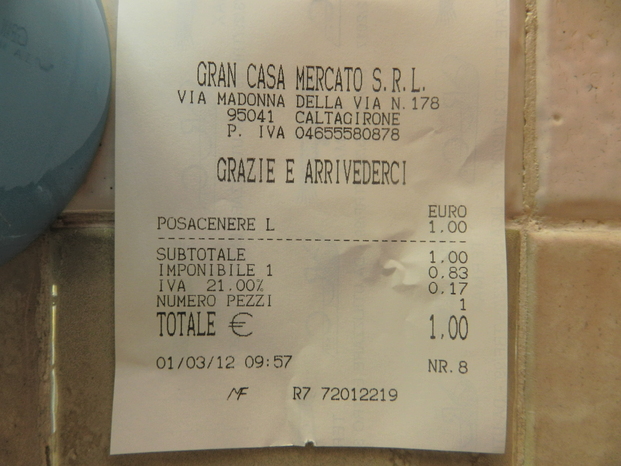 GRAN CASA MERCATO S.R.L.
VIA MADONNA DELLA VIA N.178
95041 CALTAGIRONE
P. IVA 04655580878
GRAZIE E ARRIVEDERCI
EURO
POSACENERE L 1.00
SUBTOTALE 1.00
IMPONIBILE 1 0.83
IVA 21.00% 0.17
NUMERO PEZZI 1
TOTALE € 1.00
01/03/12 09:57 NR.8
MF R7 72012219